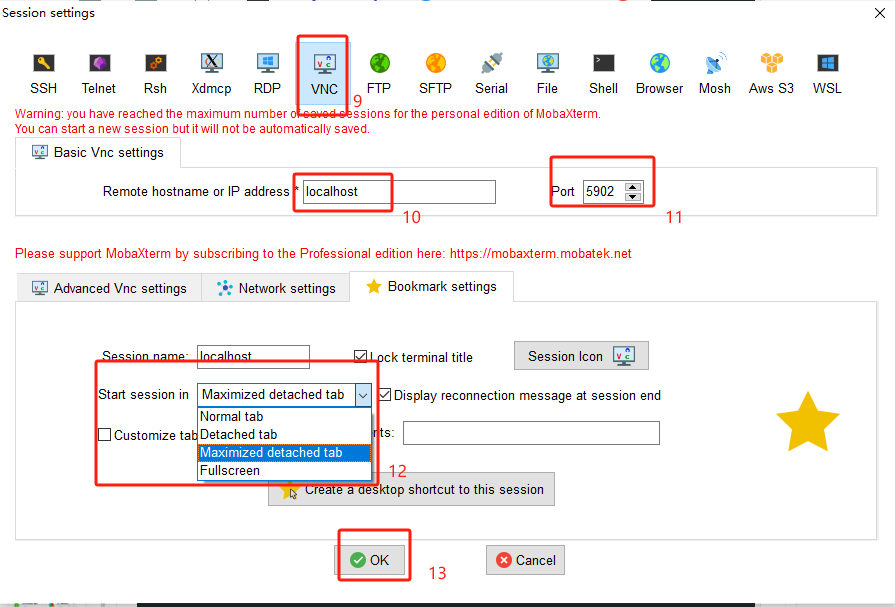 Session settings
SSH Telnet Rsh Xdmcp RDP VNC FTP SFTP Serial File Shell Browser Mosh Aws S3 WSL
9
Warning: you have reached the maximum number of saved sessions for the personal edition of MobaXterm.
You can start a new session but it will not be automatically saved.
Basic Vnc settings
Remote hostname or IP address * localhost Port 5902
10 11
Please support MobaXterm by subscribing to the Professional edition here: https://mobaxterm.mobatek.net
Advanced Vnc settings Network settings Bookmark settings
Session name: localhost Lock terminal title Session Icon
Start session in Maximized detached tab Display reconnection message at session end
Normal tab
Customize tab Detached tab
Maximized detached tab
Fullscreen
12
Create a desktop shortcut to this session
OK Cancel
13